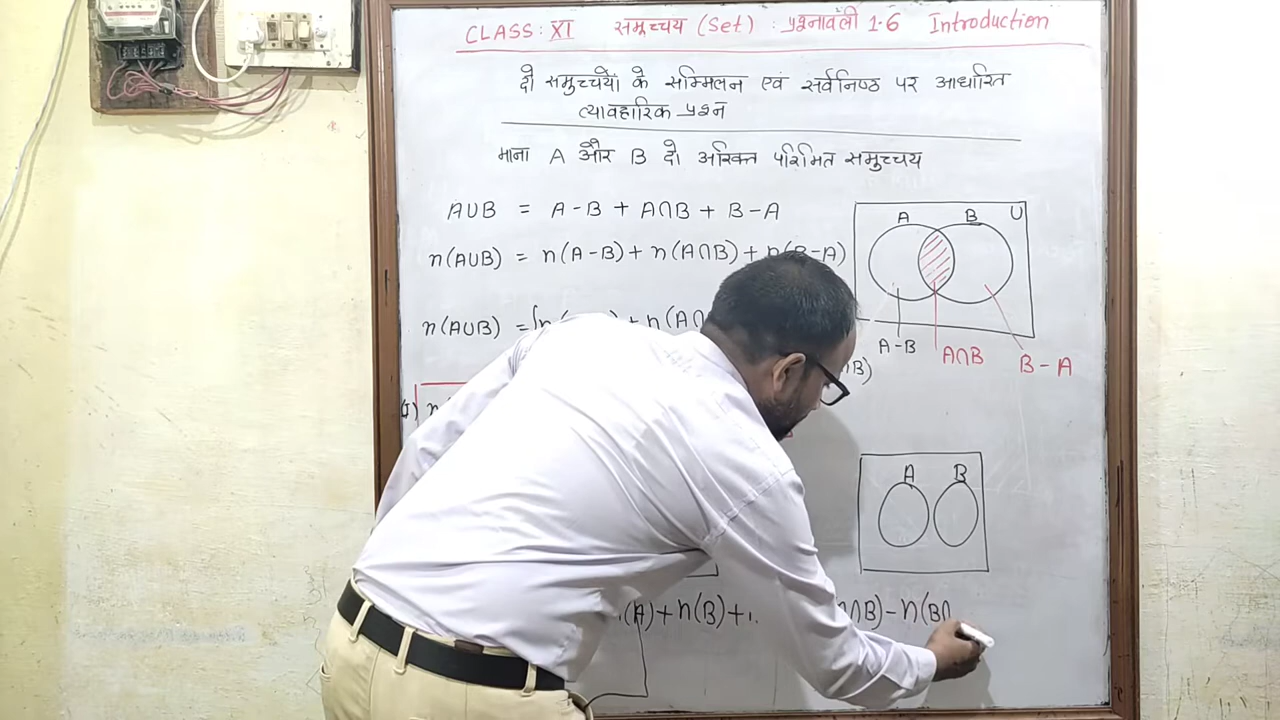 CLASS: XI समुच्चय (Set) : प्रश्नावली 1.6 Introduction
दो समुच्चयों के सम्मिलन एवं सर्वनिष्ठ पर आधारित
व्यावहारिक प्रश्न
माना A और B दो अरिक्त परिमित समुच्चय
A∪B = A-B + A∩B + B-A
n(A∪B) = n(A-B) + n(A∩B) + n(B-A)
n(A∪B) =
A B U
A-B A∩B B-A
A B
(A)+n(B)+ ∩B)-n(B∩